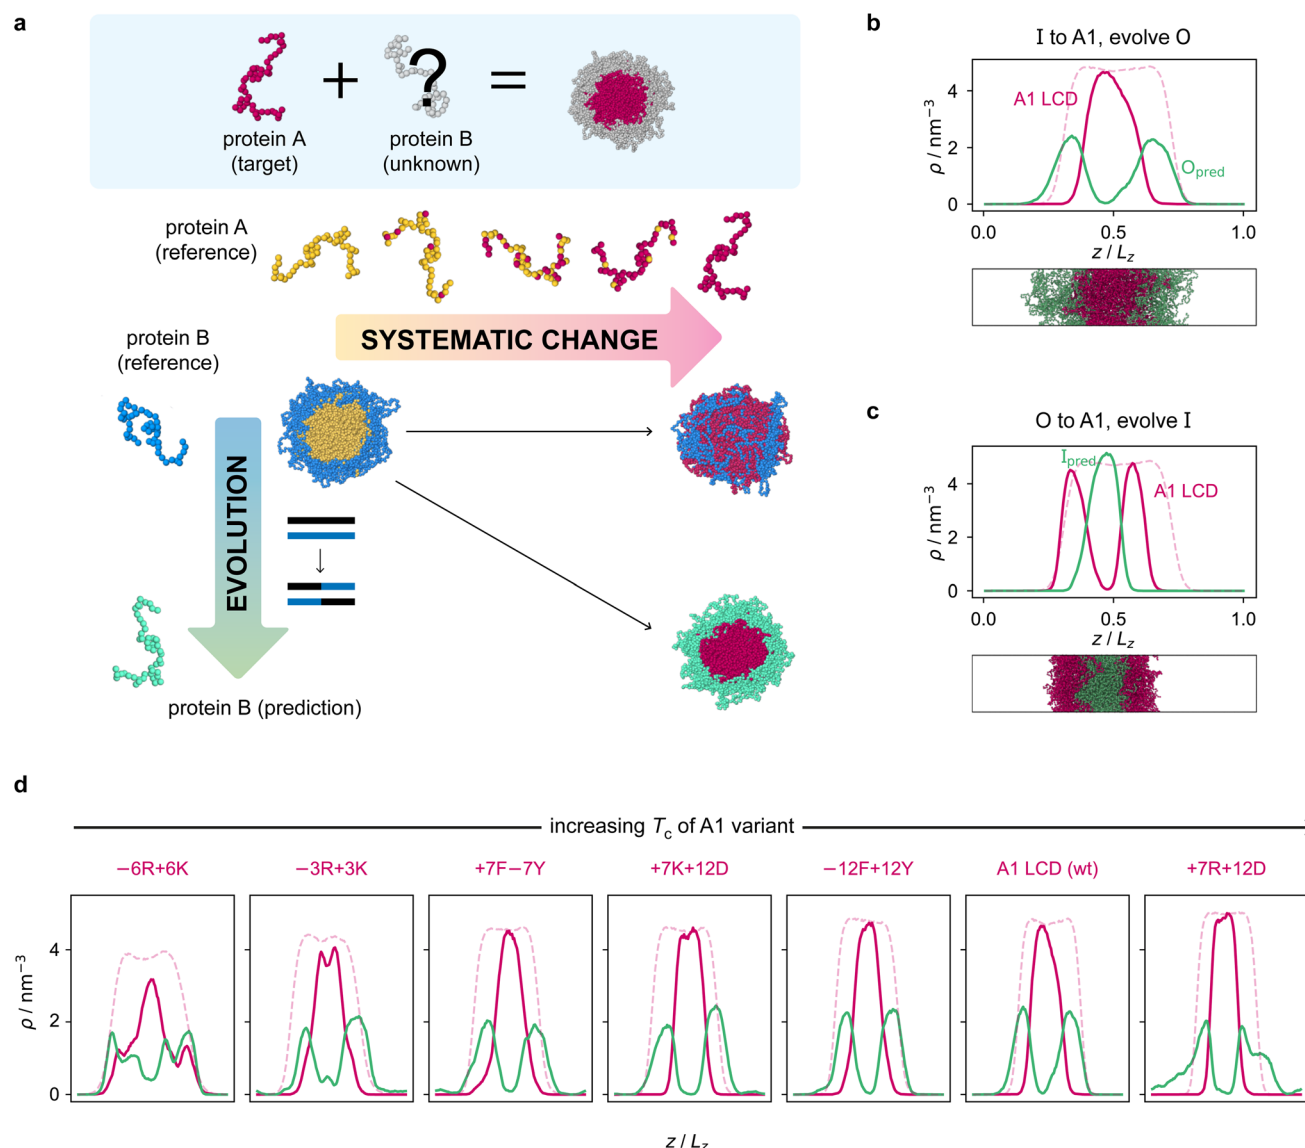 a
?
+
=
protein A
(target)
protein B
(unknown)
protein A
(reference)
SYSTEMATIC CHANGE
protein B
(reference)
EVOLUTION
protein B (prediction)
b
I to A1, evolve O
A1 LCD
O_pred
ρ / nm⁻³
4
2
0
0.0
0.5
1.0
z / L_z
c
O to A1, evolve I
I_pred
A1 LCD
ρ / nm⁻³
4
2
0
0.0
0.5
1.0
z / L_z
d
increasing T_c of A1 variant
−6R+6K
−3R+3K
+7F−7Y
+7K+12D
−12F+12Y
A1 LCD (wt)
+7R+12D
ρ / nm⁻³
4
2
0
z / L_z